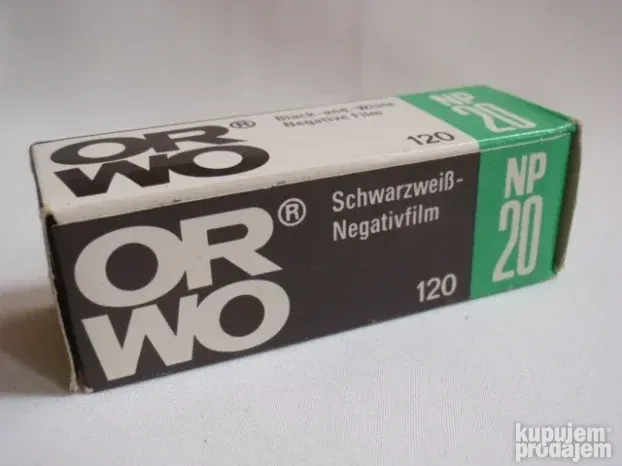 OR
WO®
Black-and-White
Negative Film
120
NP
20
OR®
WO
Schwarzweiß-
Negativfilm
120
NP
20
kupujem
prodajem